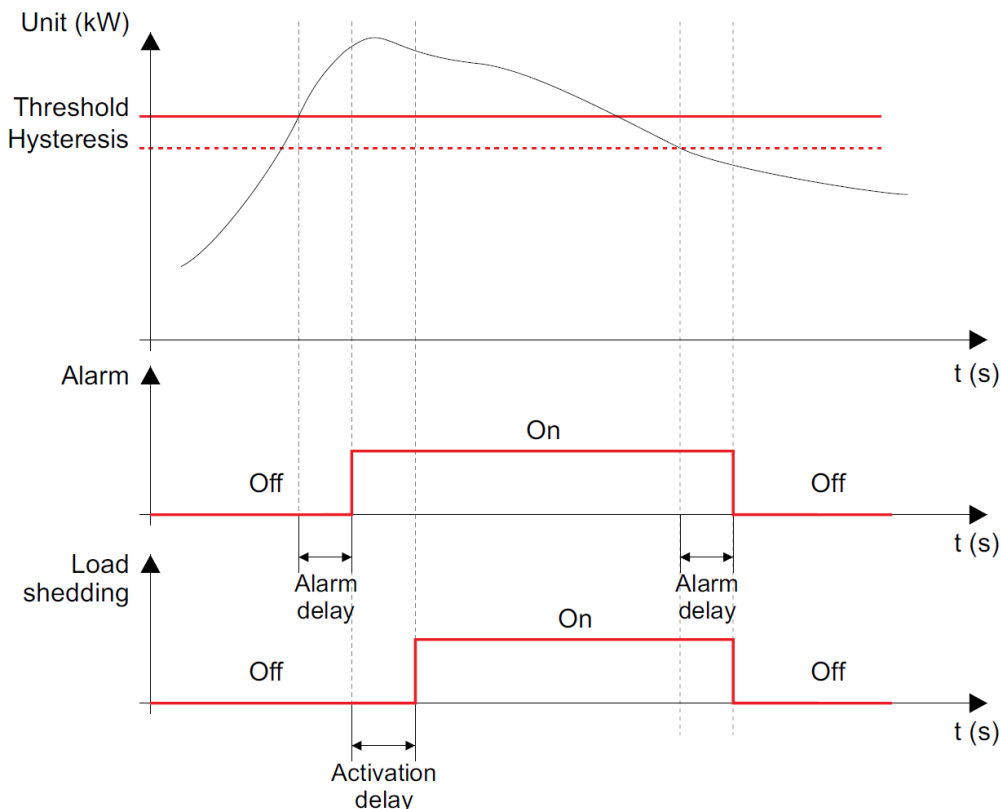 Unit (kW)
Threshold
Hysteresis
t (s)
Alarm
On
Off
Off
t (s)
Load
shedding
Alarm
delay
Alarm
delay
On
Off
Off
t (s)
Activation
delay